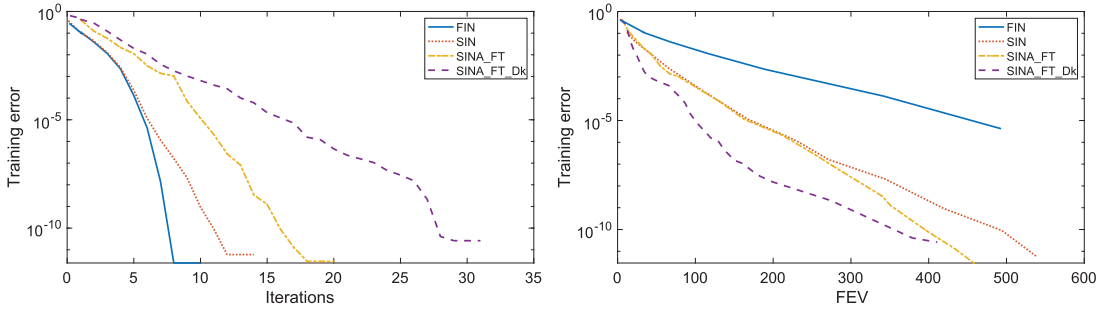 10^0
10^-5
10^-10
Training error
0 5 10 15 20 25 30 35
Iterations
FIN
SIN
SINA_FT
SINA_FT_Dk
10^0
10^-5
10^-10
Training error
0 100 200 300 400 500 600
FEV
FIN
SIN
SINA_FT
SINA_FT_Dk